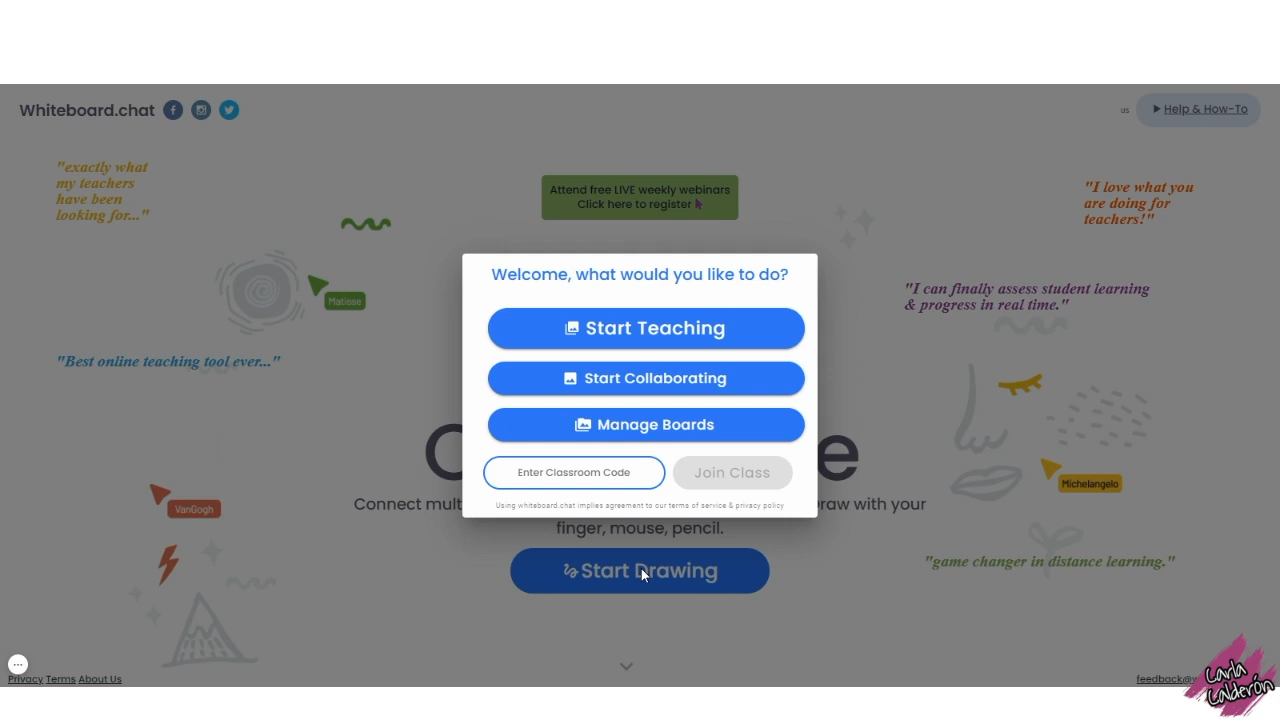 Whiteboard.chat
us
Help & How-To
"exactly what
my teachers
have been
looking for..."
Attend free LIVE weekly webinars
Click here to register
"I love what you
are doing for
teachers!"
Matiese
Welcome, what would you like to do?
"I can finally assess student learning
& progress in real time."
Start Teaching
"Best online teaching tool ever..."
Start Collaborating
Manage Boards
Enter Classroom Code
Join Class
Using whiteboard.chat implies agreement to our terms of service & privacy policy
Michelangelo
VanGogh
Connect
raw with your
finger, mouse, pencil.
Start Drawing
"game changer in distance learning."
Privacy Terms About Us
Carla
Calderón